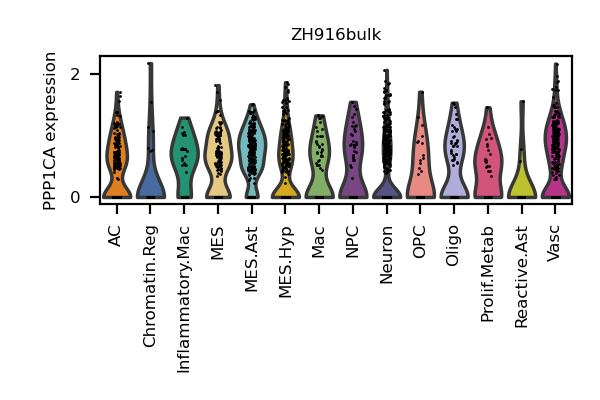 ZH916bulk
PPP1CA expression
2
0
AC
Chromatin.Reg
Inflammatory.Mac
MES
MES.Ast
MES.Hyp
Mac
NPC
Neuron
OPC
Oligo
Prolif.Metab
Reactive.Ast
Vasc